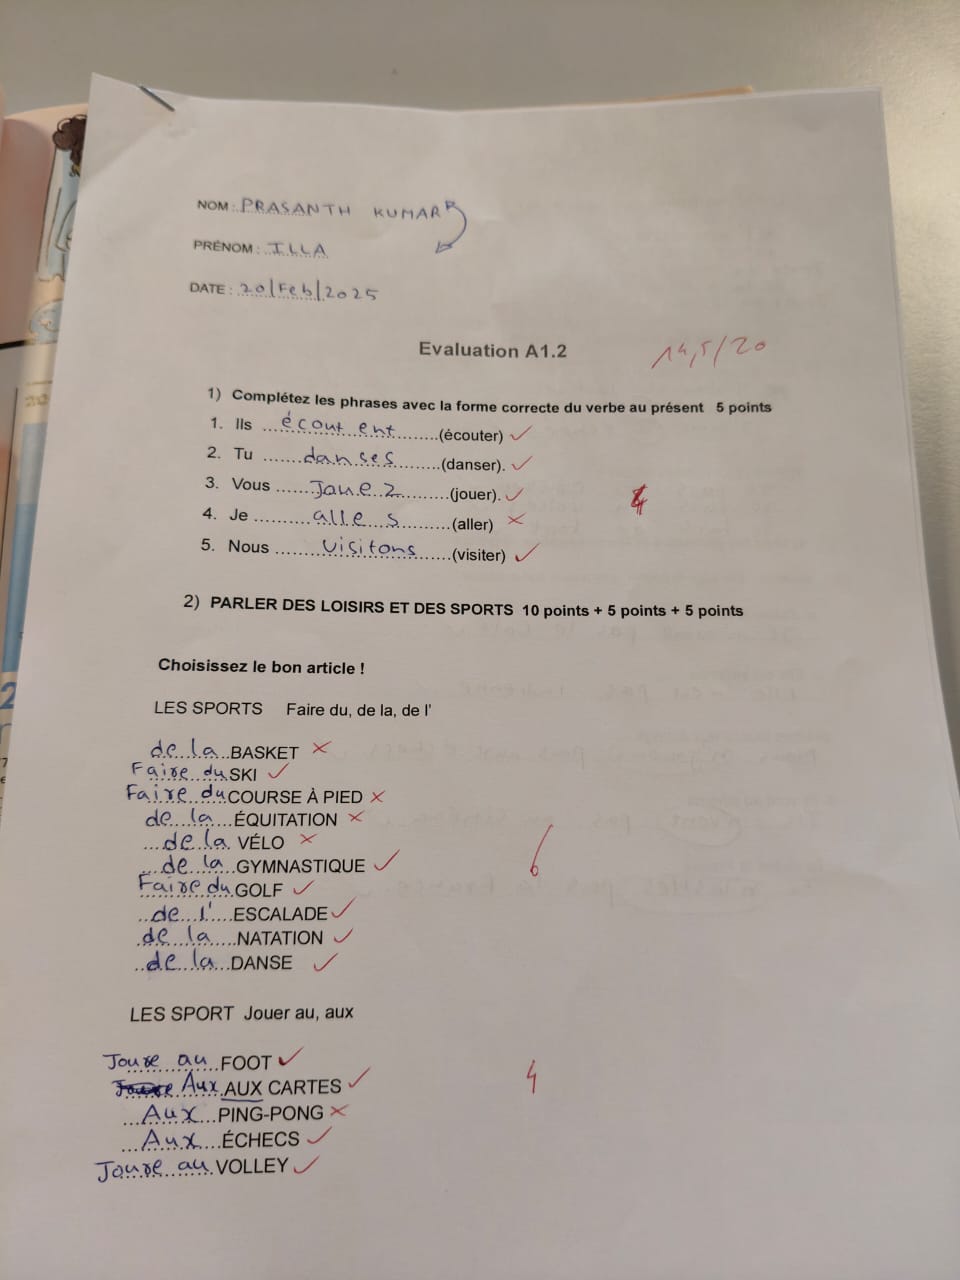 NOM : PRASANTH KUMAR
PRÉNOM : ILLA
DATE : 20/Feb/2025
Evaluation A1.2
14,5/20
1) Complétez les phrases avec la forme correcte du verbe au présent 5 points
1. Ils ...écoutent...(écouter)
2. Tu ...danses...(danser).
3. Vous ...Jouez...(jouer).
4. Je ...alles...(aller)
5. Nous ...visitons...(visiter)
4
2) PARLER DES LOISIRS ET DES SPORTS 10 points + 5 points + 5 points
Choisissez le bon article !
LES SPORTS Faire du, de la, de l'
de la BASKET
Faire du SKI
Faire du COURSE À PIED
de la ÉQUITATION
de la VÉLO
de la GYMNASTIQUE
Faire du GOLF
de l' ESCALADE
de la NATATION
de la DANSE
6
LES SPORT Jouer au, aux
Joure au FOOT
Aux AUX CARTES
Aux PING-PONG
Aux ÉCHECS
Joure au VOLLEY
4